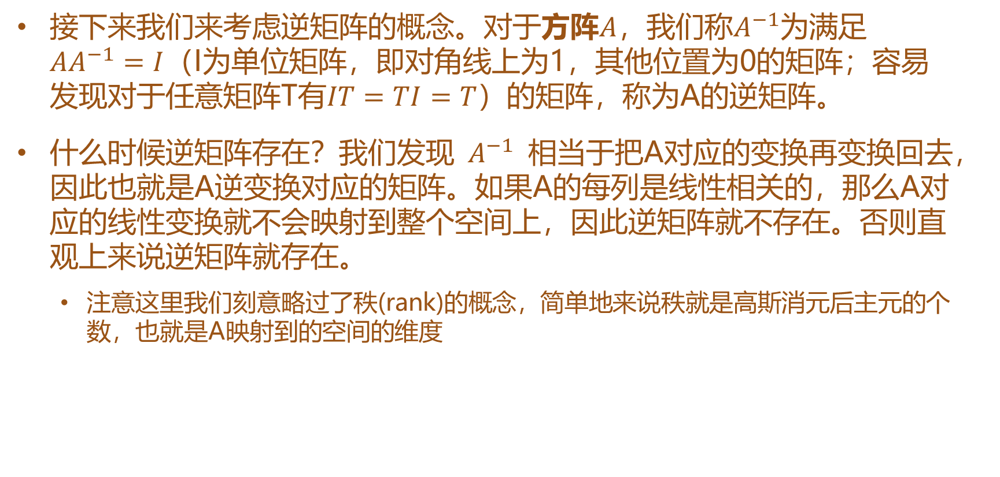 • 接下来我们来考虑逆矩阵的概念。对于方阵A，我们称A⁻¹为满足
AA⁻¹ = I（I为单位矩阵，即对角线上为1，其他位置为0的矩阵；容易
发现对于任意矩阵T有IT = TI = T）的矩阵，称为A的逆矩阵。
• 什么时候逆矩阵存在？我们发现 A⁻¹ 相当于把A对应的变换再变换回去，
因此也就是A逆变换对应的矩阵。如果A的每列是线性相关的，那么A对
应的线性变换就不会映射到整个空间上，因此逆矩阵就不存在。否则直
观上来说逆矩阵就存在。
• 注意这里我们刻意略过了秩(rank)的概念，简单地来说秩就是高斯消元后主元的个
数，也就是A映射到的空间的维度